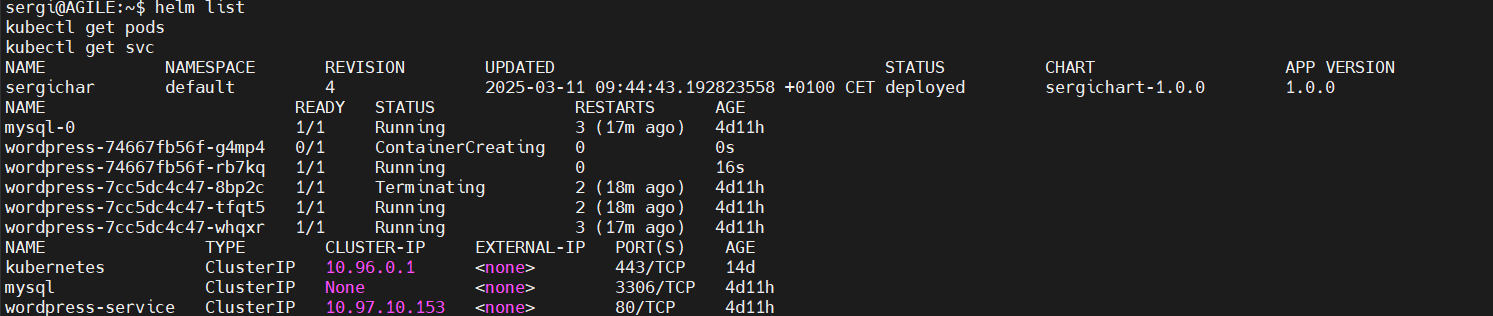 sergi@AGILE:~$ helm list
kubectl get pods
kubectl get svc
NAME NAMESPACE REVISION UPDATED STATUS CHART APP VERSION
sergichar default 4 2025-03-11 09:44:43.192823558 +0100 CET deployed sergichart-1.0.0 1.0.0
NAME READY STATUS RESTARTS AGE
mysql-0 1/1 Running 3 (17m ago) 4d11h
wordpress-74667fb56f-g4mp4 0/1 ContainerCreating 0 0s
wordpress-74667fb56f-rb7kq 1/1 Running 0 16s
wordpress-7cc5dc4c47-8bp2c 1/1 Terminating 2 (18m ago) 4d11h
wordpress-7cc5dc4c47-tfqt5 1/1 Running 2 (18m ago) 4d11h
wordpress-7cc5dc4c47-whqxr 1/1 Running 3 (17m ago) 4d11h
NAME TYPE CLUSTER-IP EXTERNAL-IP PORT(S) AGE
kubernetes ClusterIP 10.96.0.1 <none> 443/TCP 14d
mysql ClusterIP None <none> 3306/TCP 4d11h
wordpress-service ClusterIP 10.97.10.153 <none> 80/TCP 4d11h